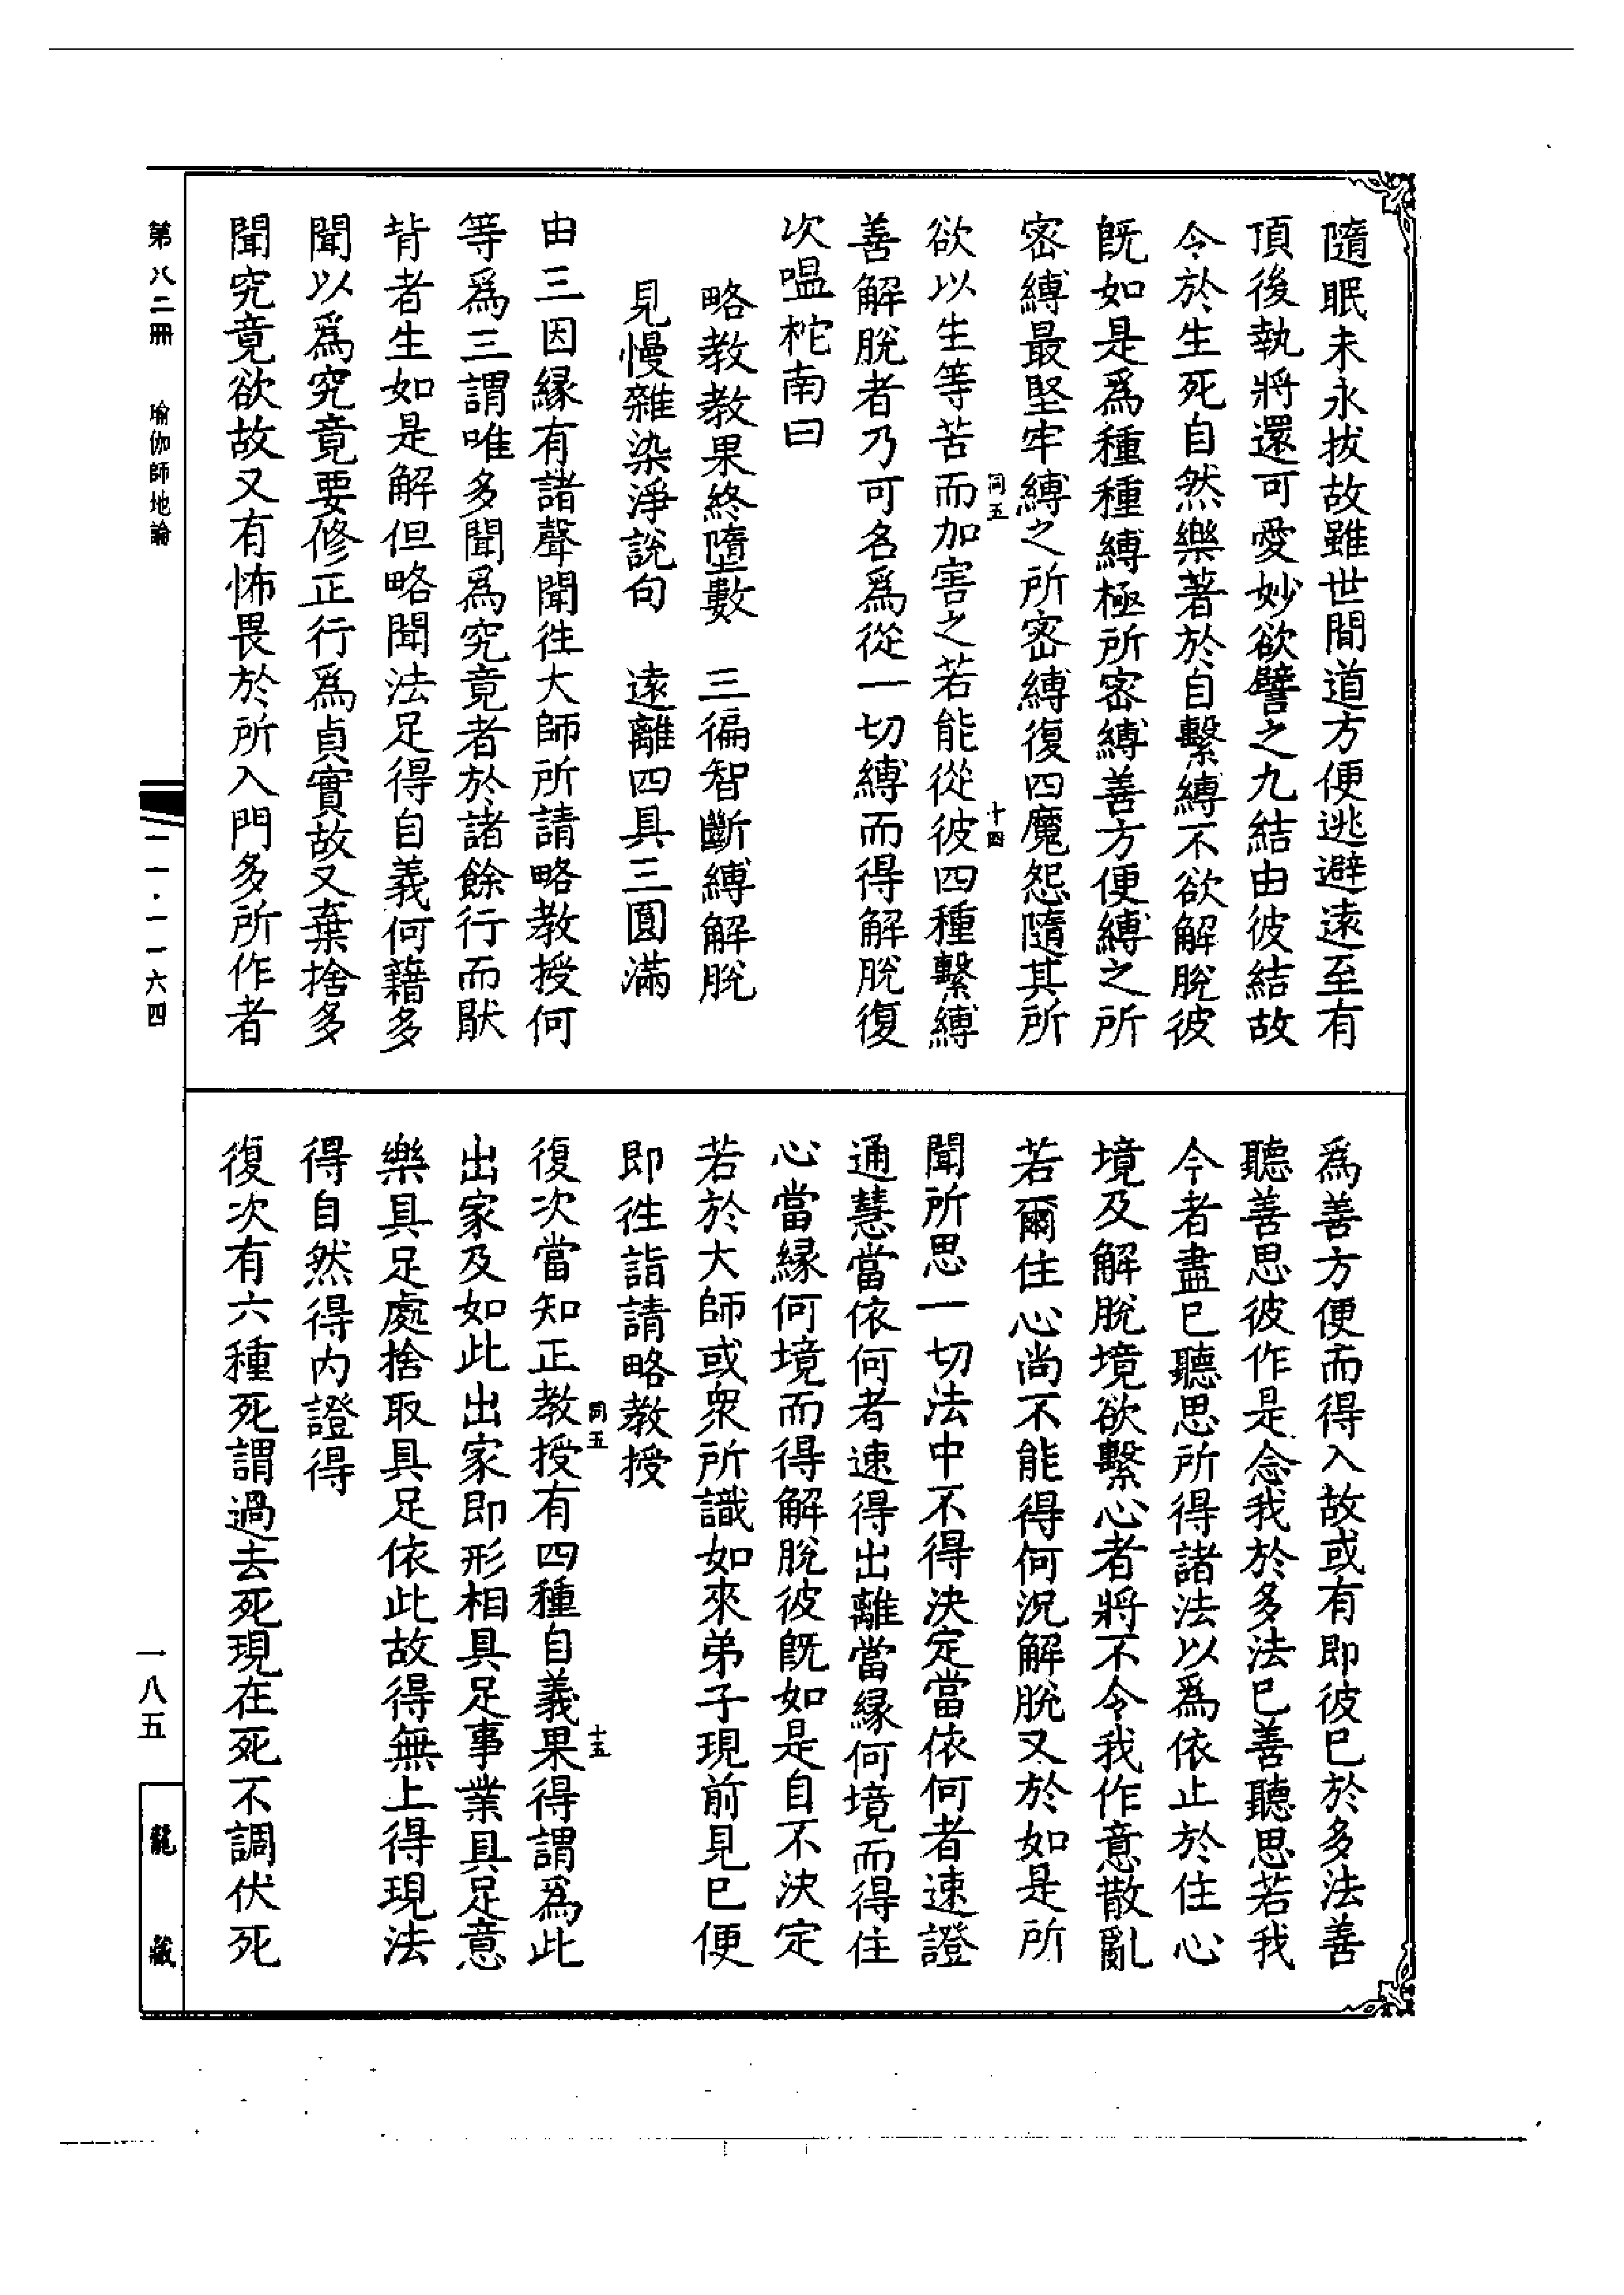 隨眠未永拔故雖世間道方便逃避遠至有
頂後執將還可愛妙欲譬之九結由彼結故
令於生死自然樂著於自繫縛不欲解脫彼
既如是爲種種縛極所密縛善方便縛之所
密縛最堅牢縛之所密縛復四魔怨隨其所
同五
十四
欲以生等苦而加害之若能從彼四種繫縛
善解脫者乃可名爲從一切縛而得解脫復
次嗢柁南曰
略教教果終墮數　三徧智斷縛解脫
見慢雜染淨說句　遠離四具三圓滿
由三因緣有諸聲聞往大師所請略教授何
等爲三謂唯多聞爲究竟者於諸餘行而猒
背者生如是解但略聞法足得自義何藉多
聞以爲究竟要修正行爲貞實故又棄捨多
聞究竟欲故又有怖畏於所入門多所作者
爲善方便而得入故或有即彼已於多法善
聽善思彼作是念我於多法已善聽思若我
今者盡已聽思所得諸法以爲依止於住心
境及解脫境欲繫心者將不令我作意散亂
若爾住心尚不能得何況解脫又於如是所
聞所思一切法中不得決定當依何者速證
通慧當依何者速得出離當緣何境而得住
心當緣何境而得解脫彼既如是自不決定
若於大師或衆所識如來弟子現前見已便
即往詣請略教授
同五
十五
復次當知正教授有四種自義果得謂爲此
出家及如此出家即形相具足事業具足意
樂具足處捨取具足依此故得無上得現法
得自然得內證得
復次有六種死謂過去死現在死不調伏死
第八二冊　瑜伽師地論
一一·一一六四
一八五
龍藏